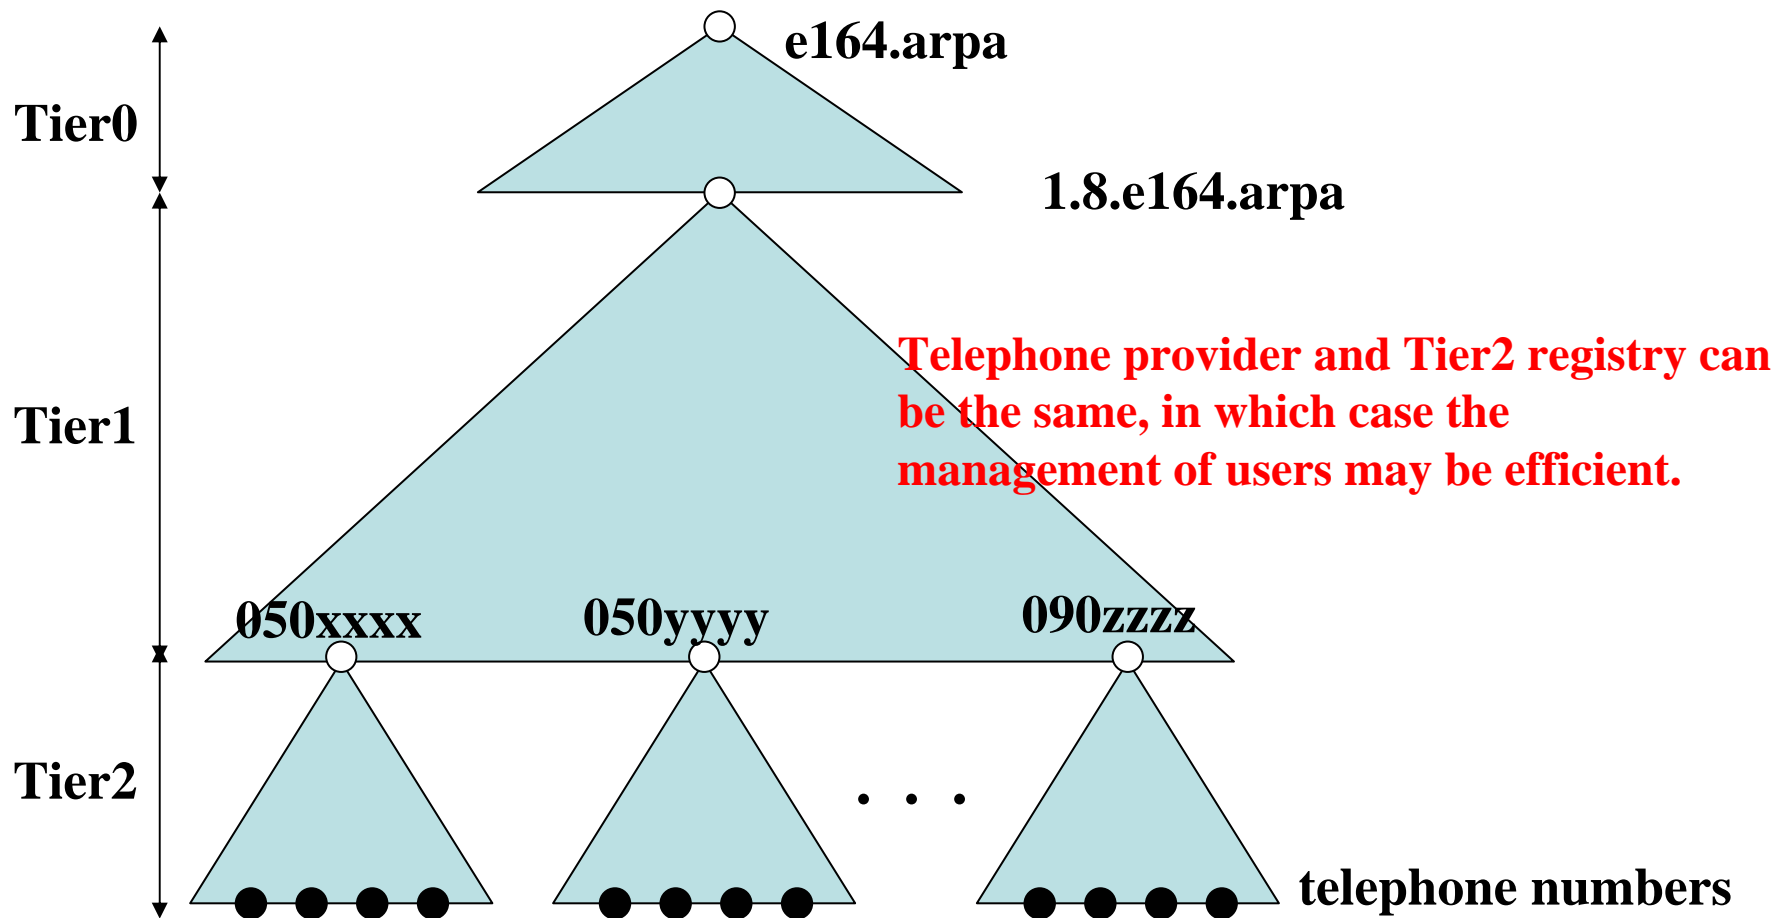 e164.arpa
Tier0
1.8.e164.arpa
Telephone provider and Tier2 registry can
be the same, in which case the
management of users may be efficient.
Tier1
050xxxx
050yyyy
090zzzz
Tier2
. . .
telephone numbers